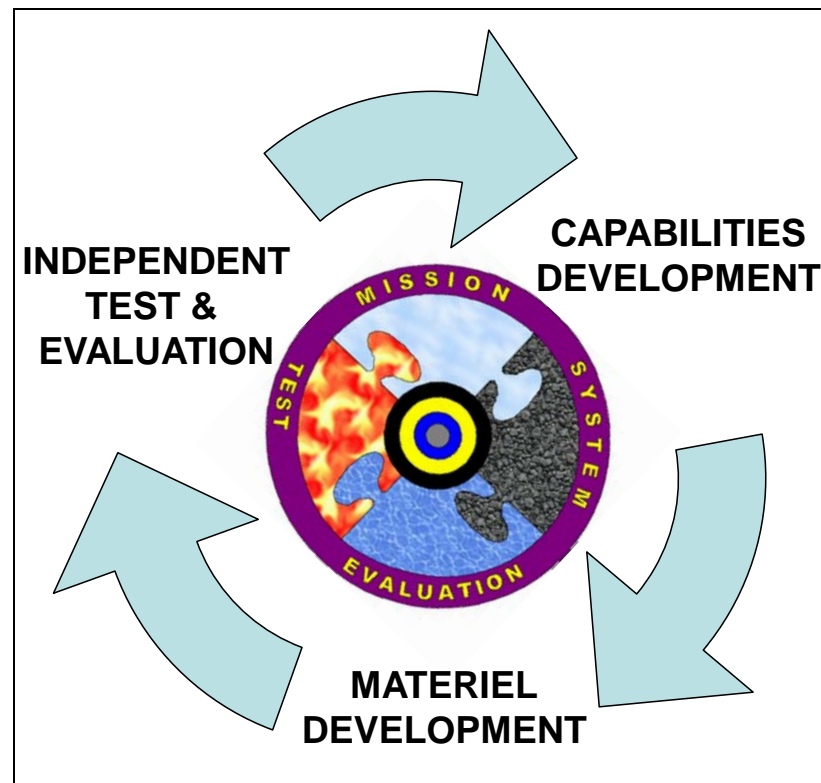 INDEPENDENT
TEST &
EVALUATION
CAPABILITIES
DEVELOPMENT
MISSION
SYSTEM
EVALUATION
TEST
MATERIEL
DEVELOPMENT